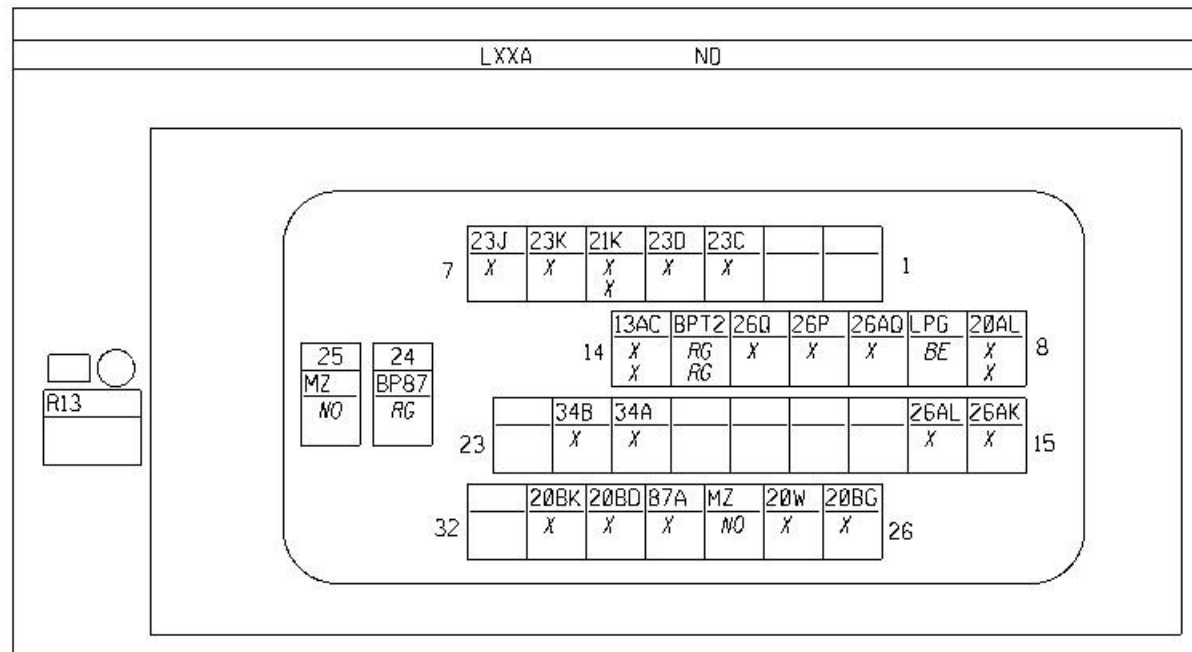 LXXA NO
23J 23K 21K 23D 23C
7 X X X X X 1
X
13AC BPT2 26Q 26P 26AQ LPG 20AL
14 X RG X X X BE X 8
X RG X
25 24
MZ BP87
NO RG
R13
34B 34A 26AL 26AK
23 X X X X 15
20BK 20BD 87A MZ 20W 20BG
32 X X X NO X X 26